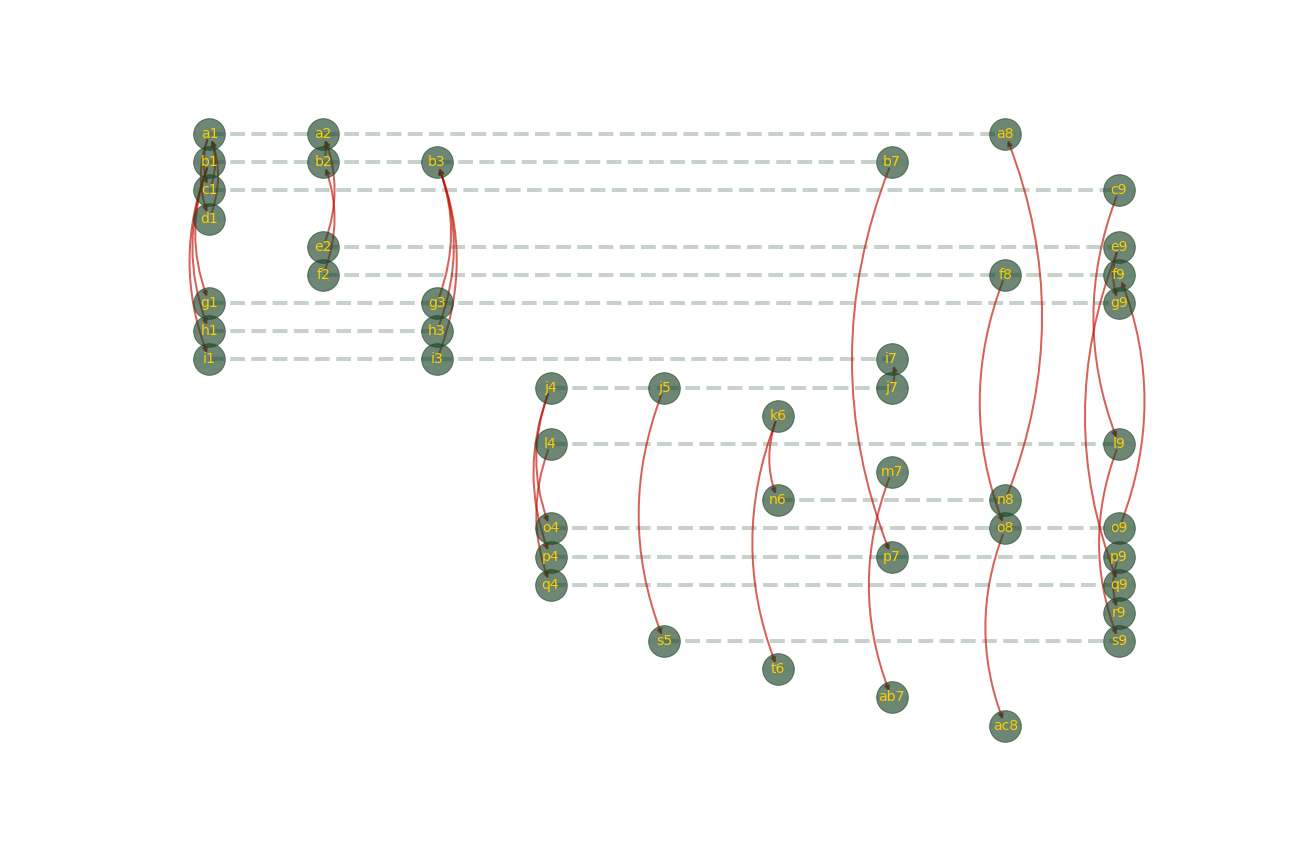 a1 a2 a8
b1 b2 b3 b7
c1 c9
d1
e2 e9
f2 f8 f9
g1 g3 g9
h1 h3
i1 i3 i7
j4 j5 j7
k6
l4 l9
m7
n6 n8
o4 o8 o9
p4 p7 p9
q4 q9
r9
s5 s9
t6
ab7
ac8